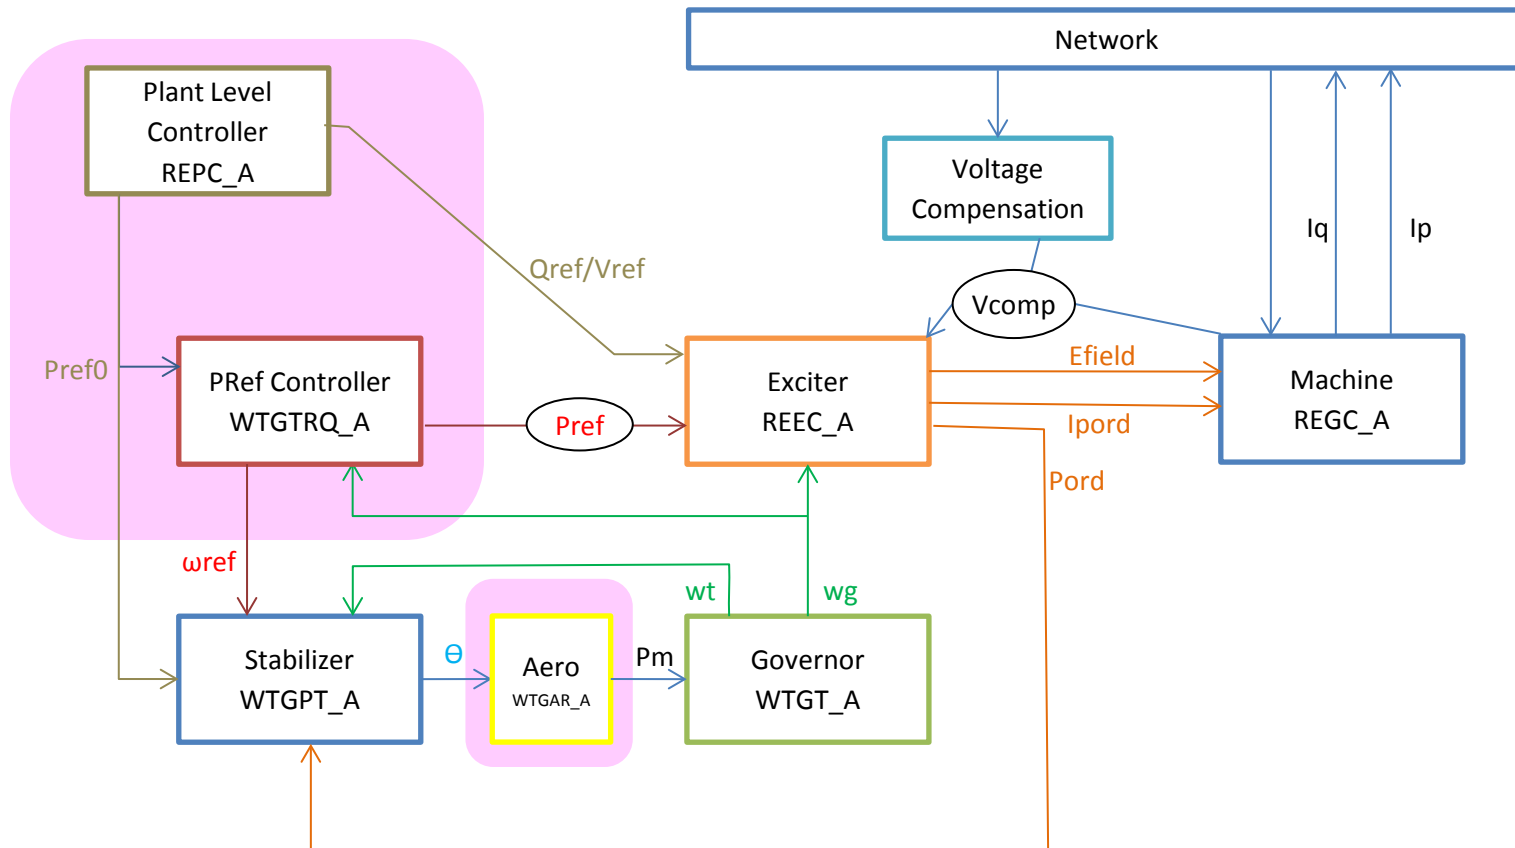 Network
Plant Level
Controller
REPC_A
Voltage
Compensation
Iq
Ip
Qref/Vref
Vcomp
Pref0
PRef Controller
WTGTRQ_A
Pref
Exciter
REEC_A
Efield
Ipord
Machine
REGC_A
Pord
ωref
wt
wg
Stabilizer
WTGPT_A
Θ
Aero
WTGAR_A
Pm
Governor
WTGT_A